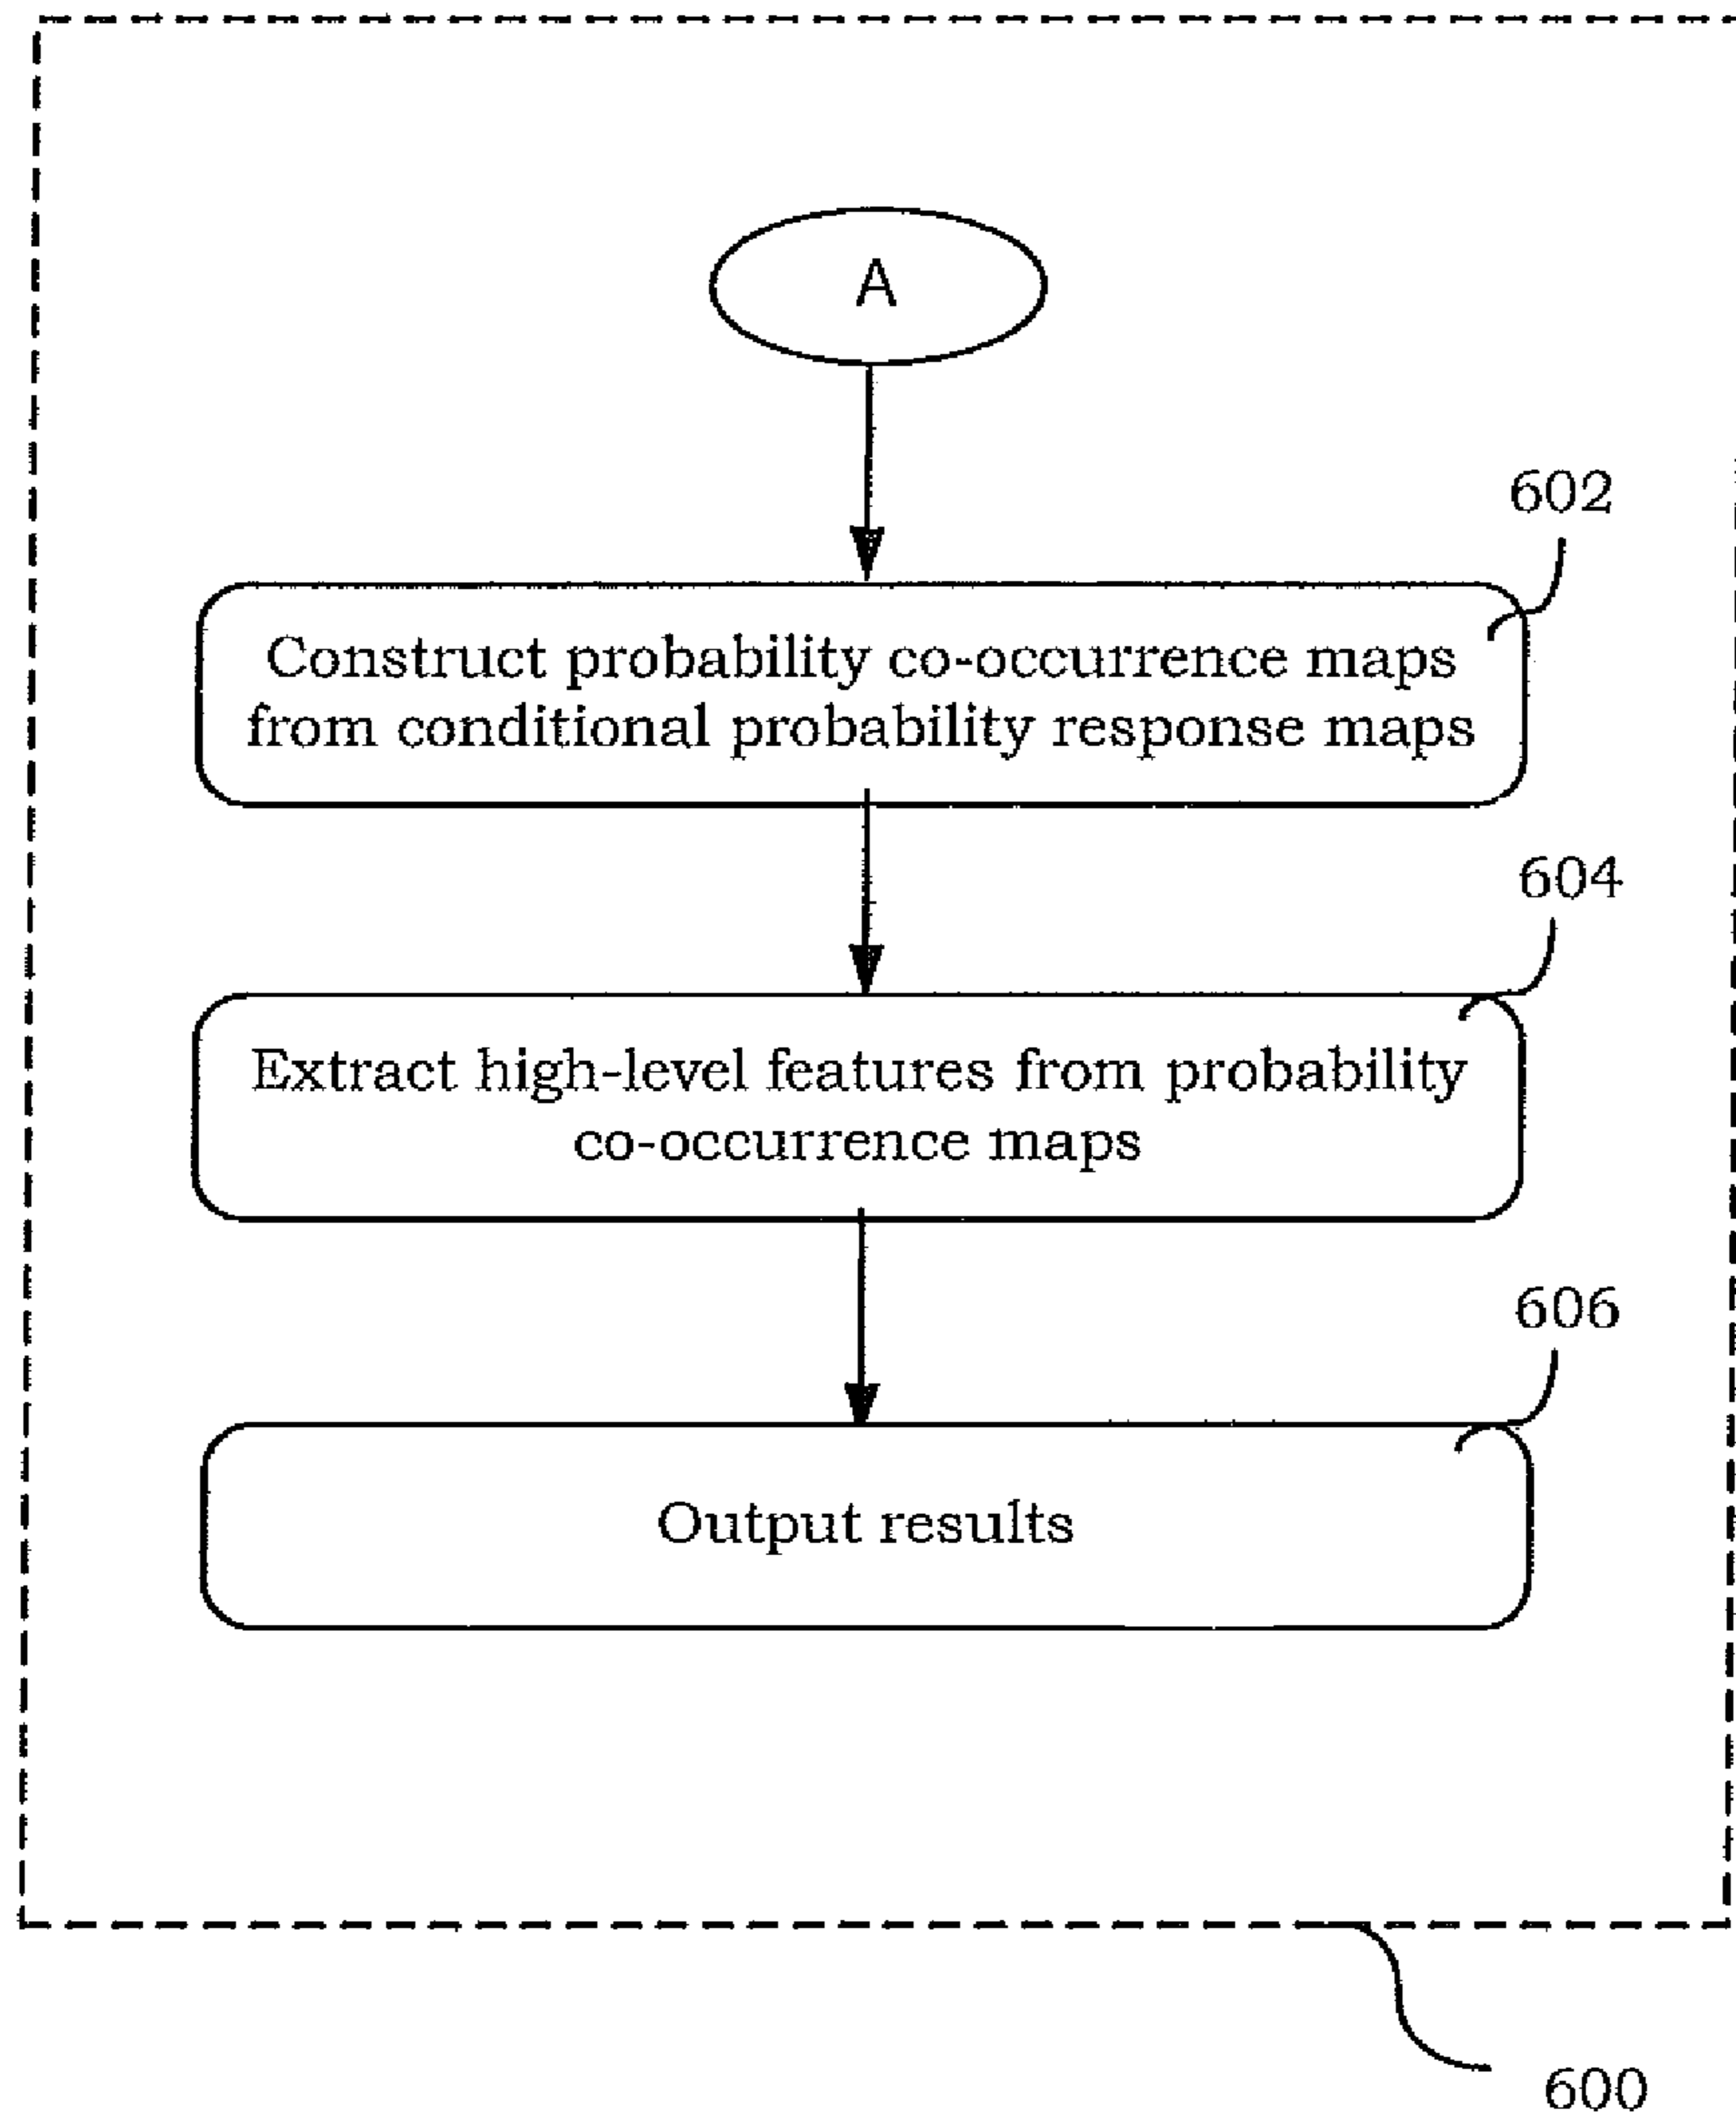 A
602
Construct probability co-occurrence maps
from conditional probability response maps
604
Extract high-level features from probability
co-occurrence maps
606
Output results
600